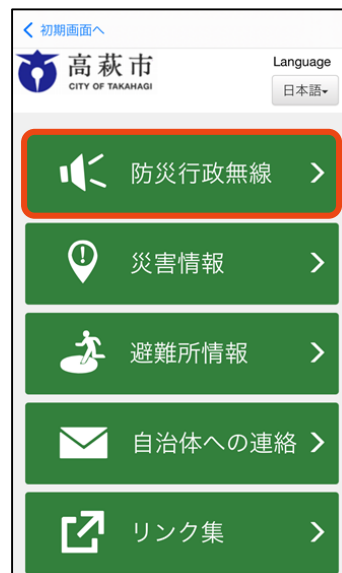 初期画面へ
高萩市
CITY OF TAKAHAGI
Language
日本語
防災行政無線
災害情報
避難所情報
自治体への連絡
リンク集